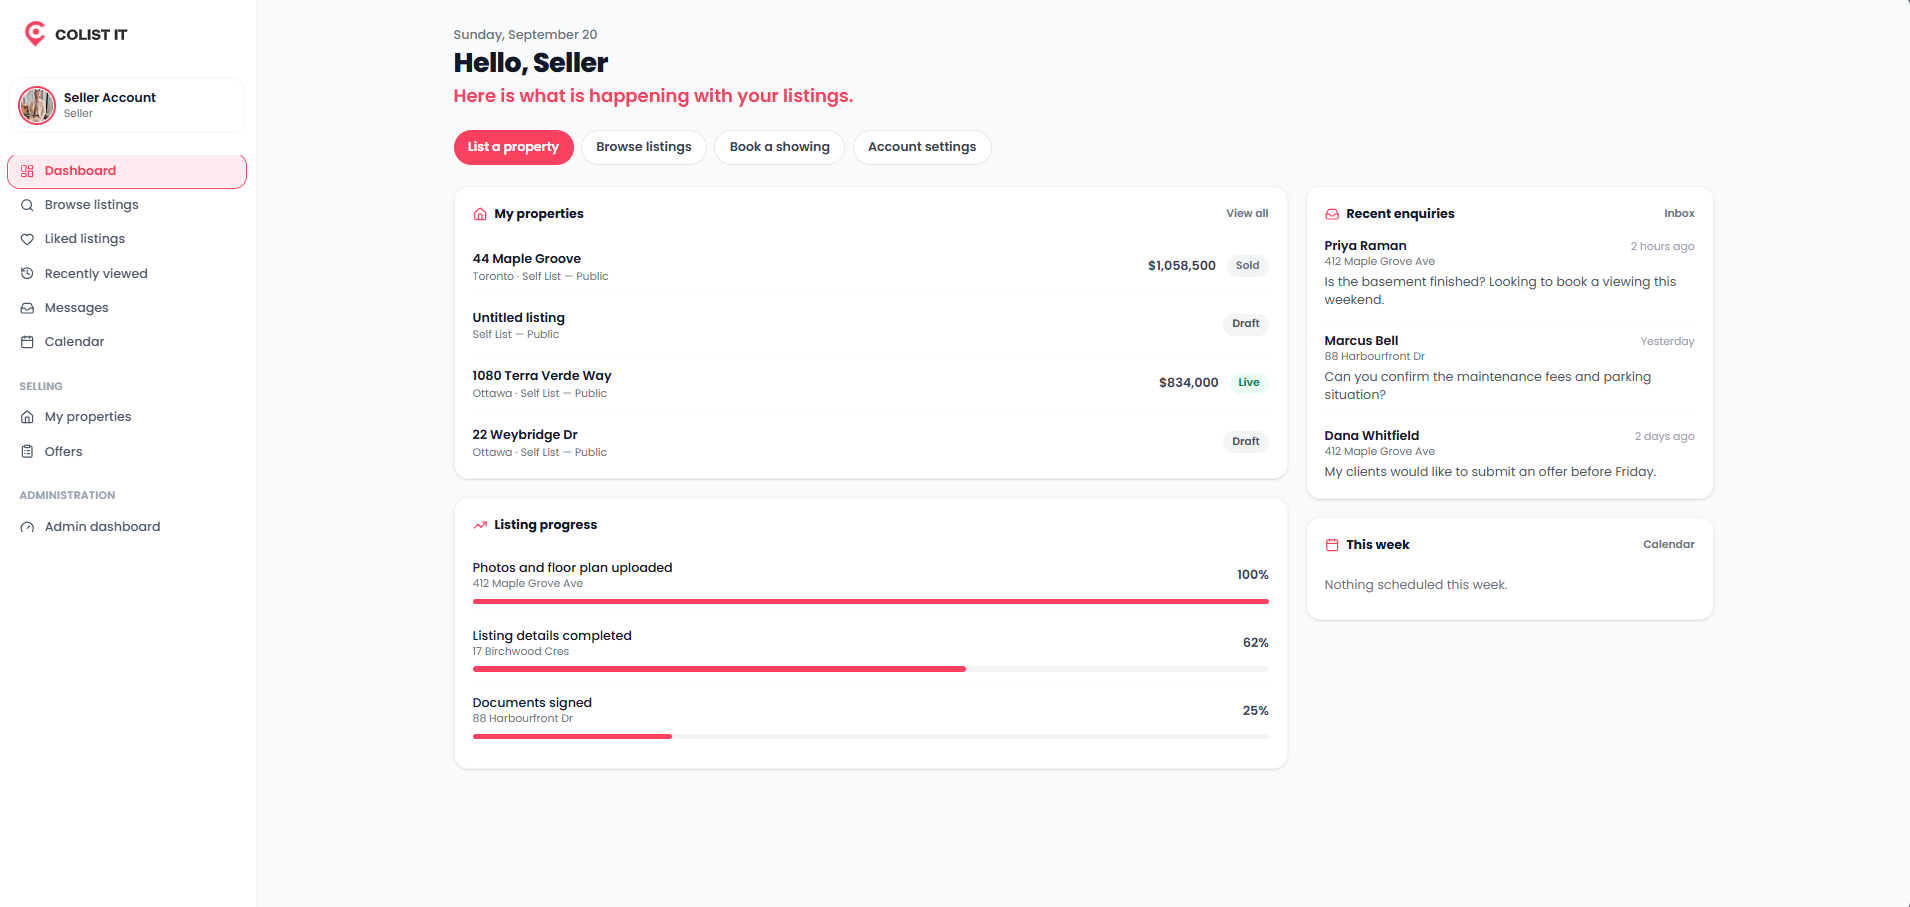 COLIST IT
Seller Account
Seller
Dashboard
Browse listings
Liked listings
Recently viewed
Messages
Calendar
SELLING
My properties
Offers
ADMINISTRATION
Admin dashboard
Sunday, September 20
Hello, Seller
Here is what is happening with your listings.
List a property
Browse listings
Book a showing
Account settings
My properties
View all
44 Maple Groove
Toronto · Self List — Public
$1,058,500
Sold
Untitled listing
Self List — Public
Draft
1080 Terra Verde Way
Ottawa · Self List — Public
$834,000
Live
22 Weybridge Dr
Ottawa · Self List — Public
Draft
Listing progress
Photos and floor plan uploaded
412 Maple Grove Ave
100%
Listing details completed
17 Birchwood Cres
62%
Documents signed
88 Harbourfront Dr
25%
Recent enquiries
Inbox
Priya Raman
2 hours ago
412 Maple Grove Ave
Is the basement finished? Looking to book a viewing this
weekend.
Marcus Bell
Yesterday
88 Harbourfront Dr
Can you confirm the maintenance fees and parking
situation?
Dana Whitfield
2 days ago
412 Maple Grove Ave
My clients would like to submit an offer before Friday.
This week
Calendar
Nothing scheduled this week.